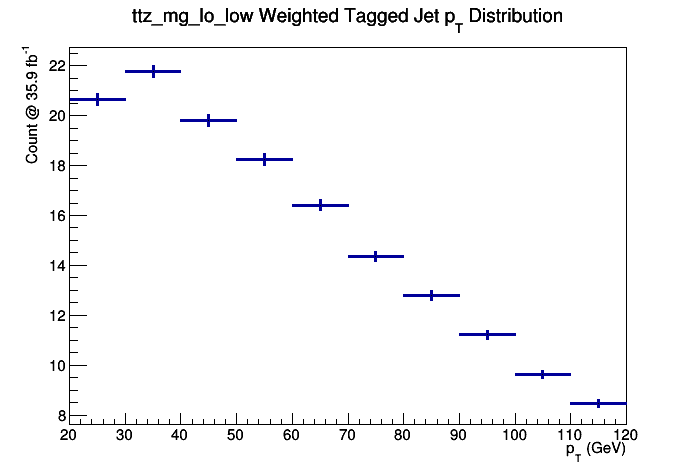 ttz_mg_lo_low Weighted Tagged Jet p_T Distribution
Count @ 35.9 fb^-1
22
20
18
16
14
12
10
8
20 30 40 50 60 70 80 90 100 110 120
p_T (GeV)